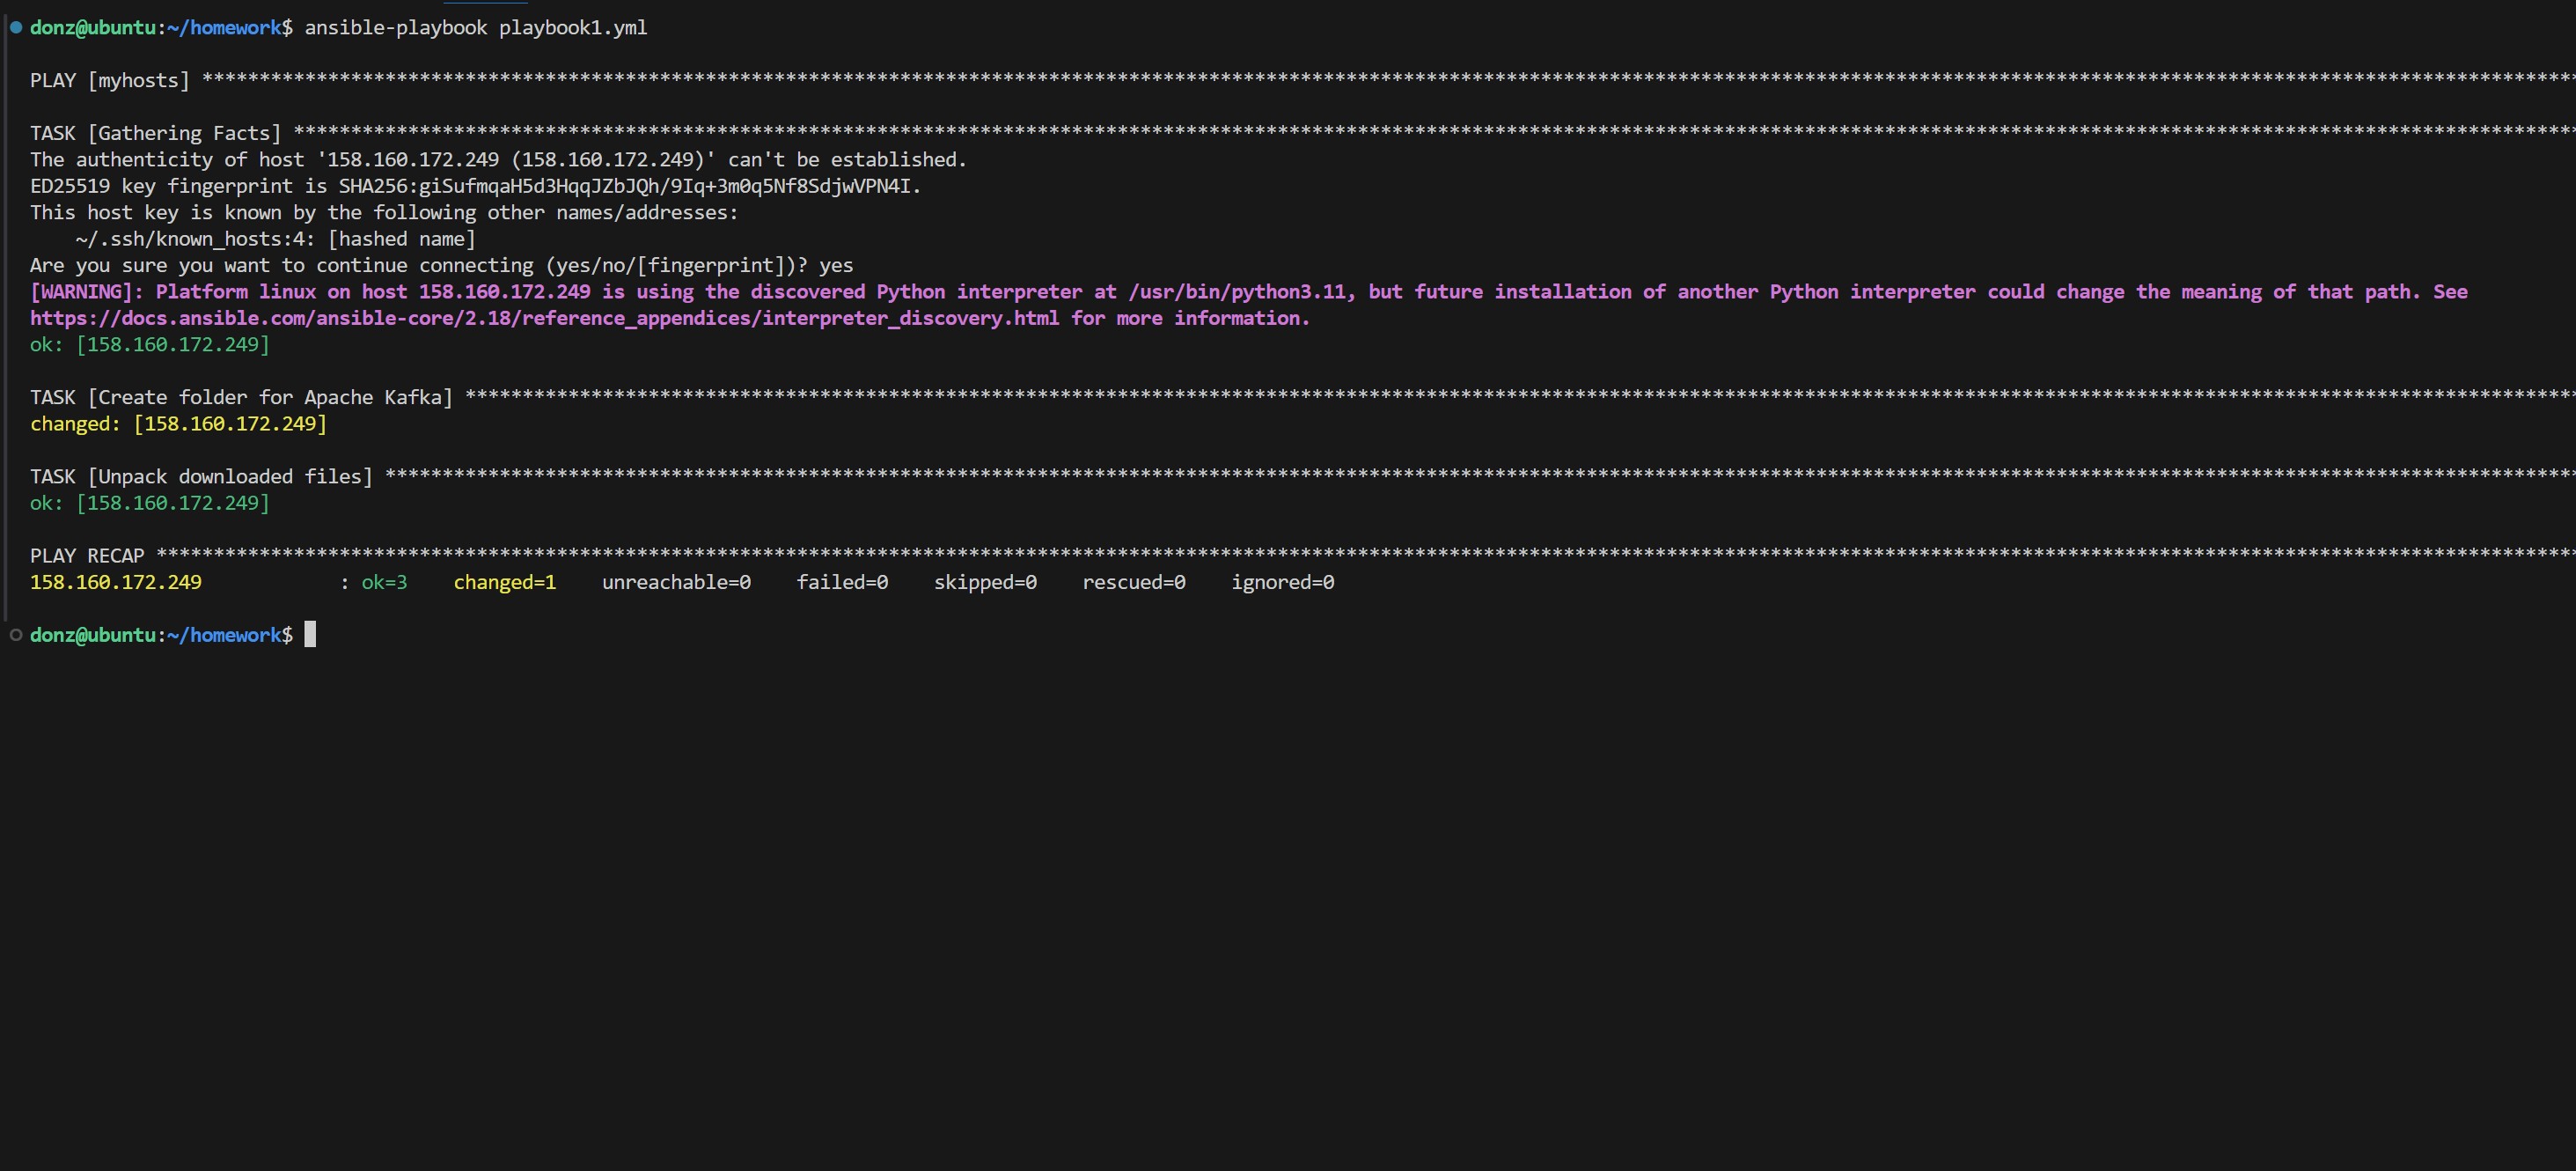 donz@ubuntu:~/homework$ ansible-playbook playbook1.yml
PLAY [myhosts] ****************************************************************************************************************************************************************************************************************
TASK [Gathering Facts] ********************************************************************************************************************************************************************************************************
The authenticity of host '158.160.172.249 (158.160.172.249)' can't be established.
ED25519 key fingerprint is SHA256:giSufmqaH5d3HqqJZbJQh/9Iq+3m0q5Nf8SdjwVPN4I.
This host key is known by the following other names/addresses:
    ~/.ssh/known_hosts:4: [hashed name]
Are you sure you want to continue connecting (yes/no/[fingerprint])? yes
[WARNING]: Platform linux on host 158.160.172.249 is using the discovered Python interpreter at /usr/bin/python3.11, but future installation of another Python interpreter could change the meaning of that path. See
https://docs.ansible.com/ansible-core/2.18/reference_appendices/interpreter_discovery.html for more information.
ok: [158.160.172.249]
TASK [Create folder for Apache Kafka] *****************************************************************************************************************************************************************************************
changed: [158.160.172.249]
TASK [Unpack downloaded files] ************************************************************************************************************************************************************************************************
ok: [158.160.172.249]
PLAY RECAP ********************************************************************************************************************************************************************************************************************
158.160.172.249            : ok=3    changed=1    unreachable=0    failed=0    skipped=0    rescued=0    ignored=0
donz@ubuntu:~/homework$